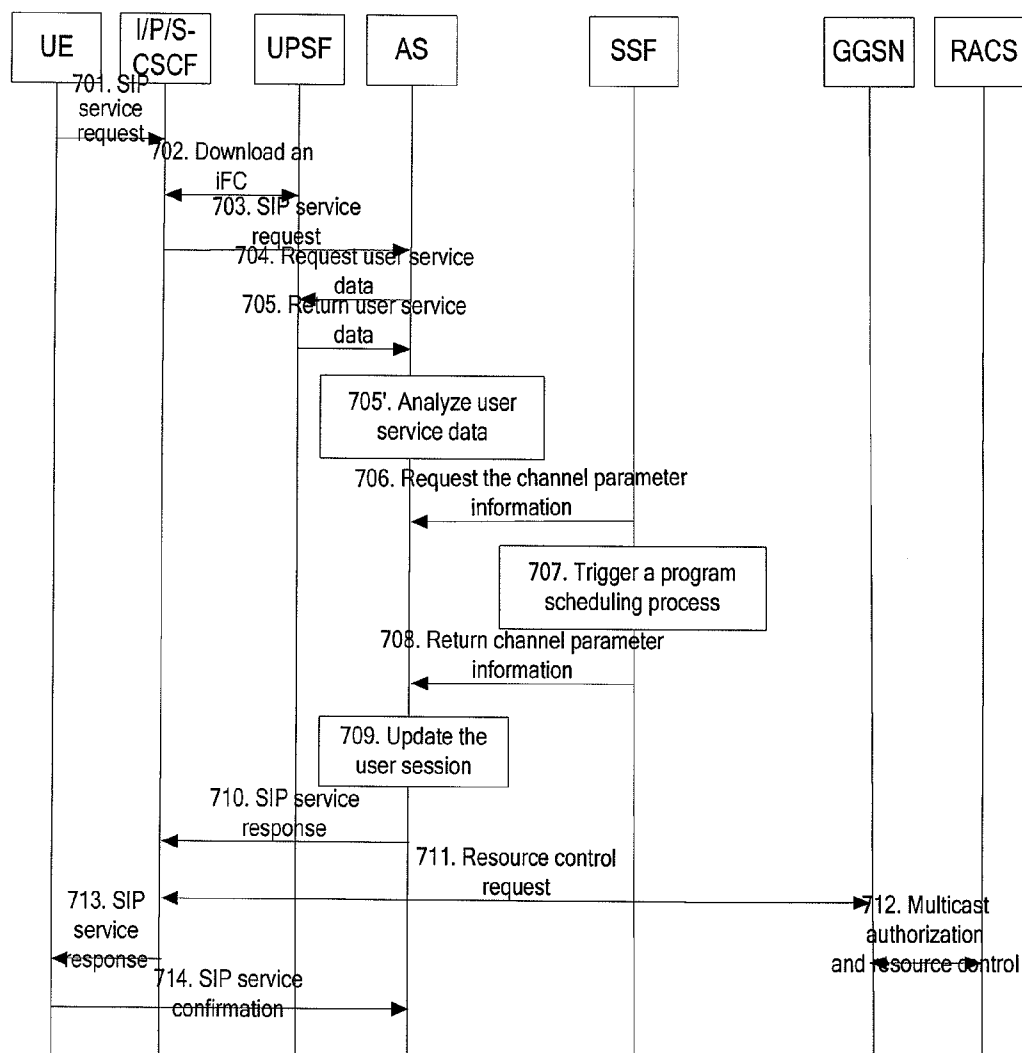 UE
I/P/S-
CSCF
UPSF
AS
SSF
GGSN
RACS
701. SIP
service
request
702. Download an
iFC
703. SIP service
request
704. Request user service
data
705. Return user service
data
705'. Analyze user
service data
706. Request the channel parameter
information
707. Trigger a program
scheduling process
708. Return channel parameter
information
709. Update the
user session
710. SIP service
response
711. Resource control
request
712. Multicast
authorization
and resource control
713. SIP
service
response
714. SIP service
confirmation